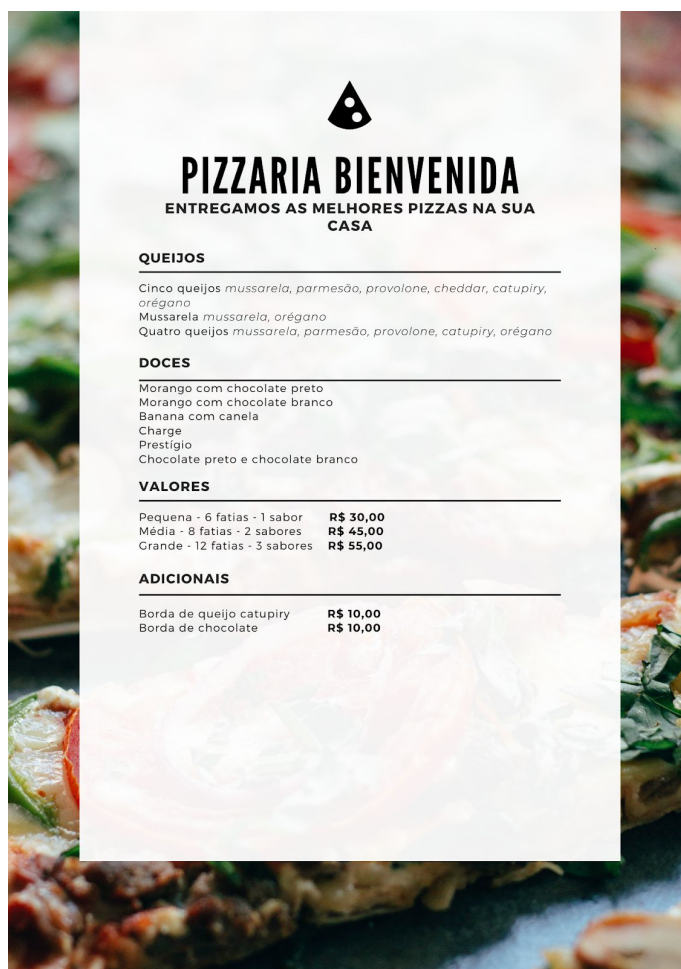 PIZZARIA BIENVENIDA
ENTREGAMOS AS MELHORES PIZZAS NA SUA
CASA
QUEIJOS
Cinco queijos mussarela, parmesão, provolone, cheddar, catupiry,
orégano
Mussarela mussarela, orégano
Quatro queijos mussarela, parmesão, provolone, catupiry, orégano
DOCES
Morango com chocolate preto
Morango com chocolate branco
Banana com canela
Charge
Prestígio
Chocolate preto e chocolate branco
VALORES
Pequena - 6 fatias - 1 sabor R$ 30,00
Média - 8 fatias - 2 sabores R$ 45,00
Grande - 12 fatias - 3 sabores R$ 55,00
ADICIONAIS
Borda de queijo catupiry R$ 10,00
Borda de chocolate R$ 10,00